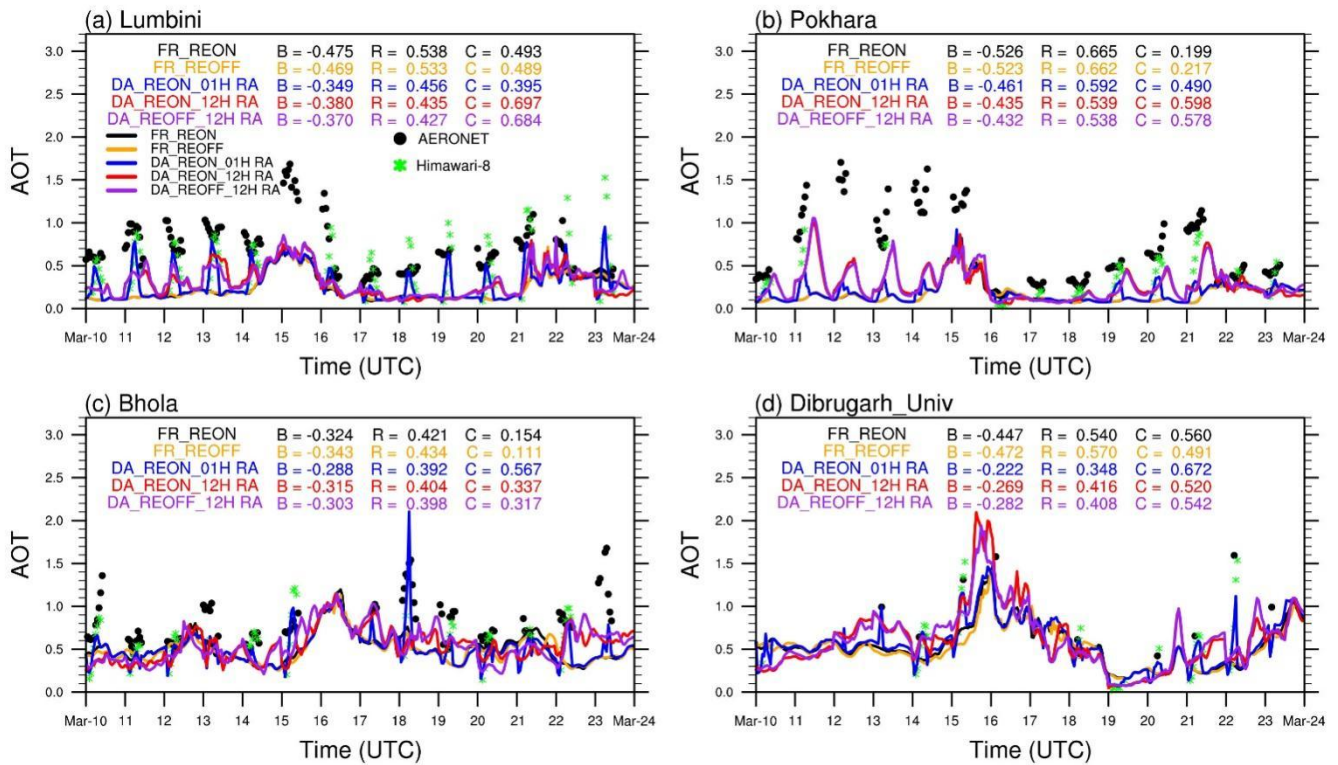 (a) Lumbini
FR_REON B = -0.475 R = 0.538 C = 0.493
FR_REOFF B = -0.469 R = 0.533 C = 0.489
DA_REON_01H RA B = -0.349 R = 0.456 C = 0.395
DA_REON_12H RA B = -0.380 R = 0.435 C = 0.697
DA_REOFF_12H RA B = -0.370 R = 0.427 C = 0.684
FR_REON
FR_REOFF
DA_REON_01H RA
DA_REON_12H RA
DA_REOFF_12H RA
AERONET
Himawari-8
AOT
3.0
2.5
2.0
1.5
1.0
0.5
0.0
Mar-10 11 12 13 14 15 16 17 18 19 20 21 22 23 Mar-24
Time (UTC)
(b) Pokhara
FR_REON B = -0.526 R = 0.665 C = 0.199
FR_REOFF B = -0.523 R = 0.662 C = 0.217
DA_REON_01H RA B = -0.461 R = 0.592 C = 0.490
DA_REON_12H RA B = -0.435 R = 0.539 C = 0.598
DA_REOFF_12H RA B = -0.432 R = 0.538 C = 0.578
AOT
3.0
2.5
2.0
1.5
1.0
0.5
0.0
Mar-10 11 12 13 14 15 16 17 18 19 20 21 22 23 Mar-24
Time (UTC)
(c) Bhola
FR_REON B = -0.324 R = 0.421 C = 0.154
FR_REOFF B = -0.343 R = 0.434 C = 0.111
DA_REON_01H RA B = -0.288 R = 0.392 C = 0.567
DA_REON_12H RA B = -0.315 R = 0.404 C = 0.337
DA_REOFF_12H RA B = -0.303 R = 0.398 C = 0.317
AOT
3.0
2.5
2.0
1.5
1.0
0.5
0.0
Mar-10 11 12 13 14 15 16 17 18 19 20 21 22 23 Mar-24
Time (UTC)
(d) Dibrugarh_Univ
FR_REON B = -0.447 R = 0.540 C = 0.560
FR_REOFF B = -0.472 R = 0.570 C = 0.491
DA_REON_01H RA B = -0.222 R = 0.348 C = 0.672
DA_REON_12H RA B = -0.269 R = 0.416 C = 0.520
DA_REOFF_12H RA B = -0.282 R = 0.408 C = 0.542
AOT
3.0
2.5
2.0
1.5
1.0
0.5
0.0
Mar-10 11 12 13 14 15 16 17 18 19 20 21 22 23 Mar-24
Time (UTC)